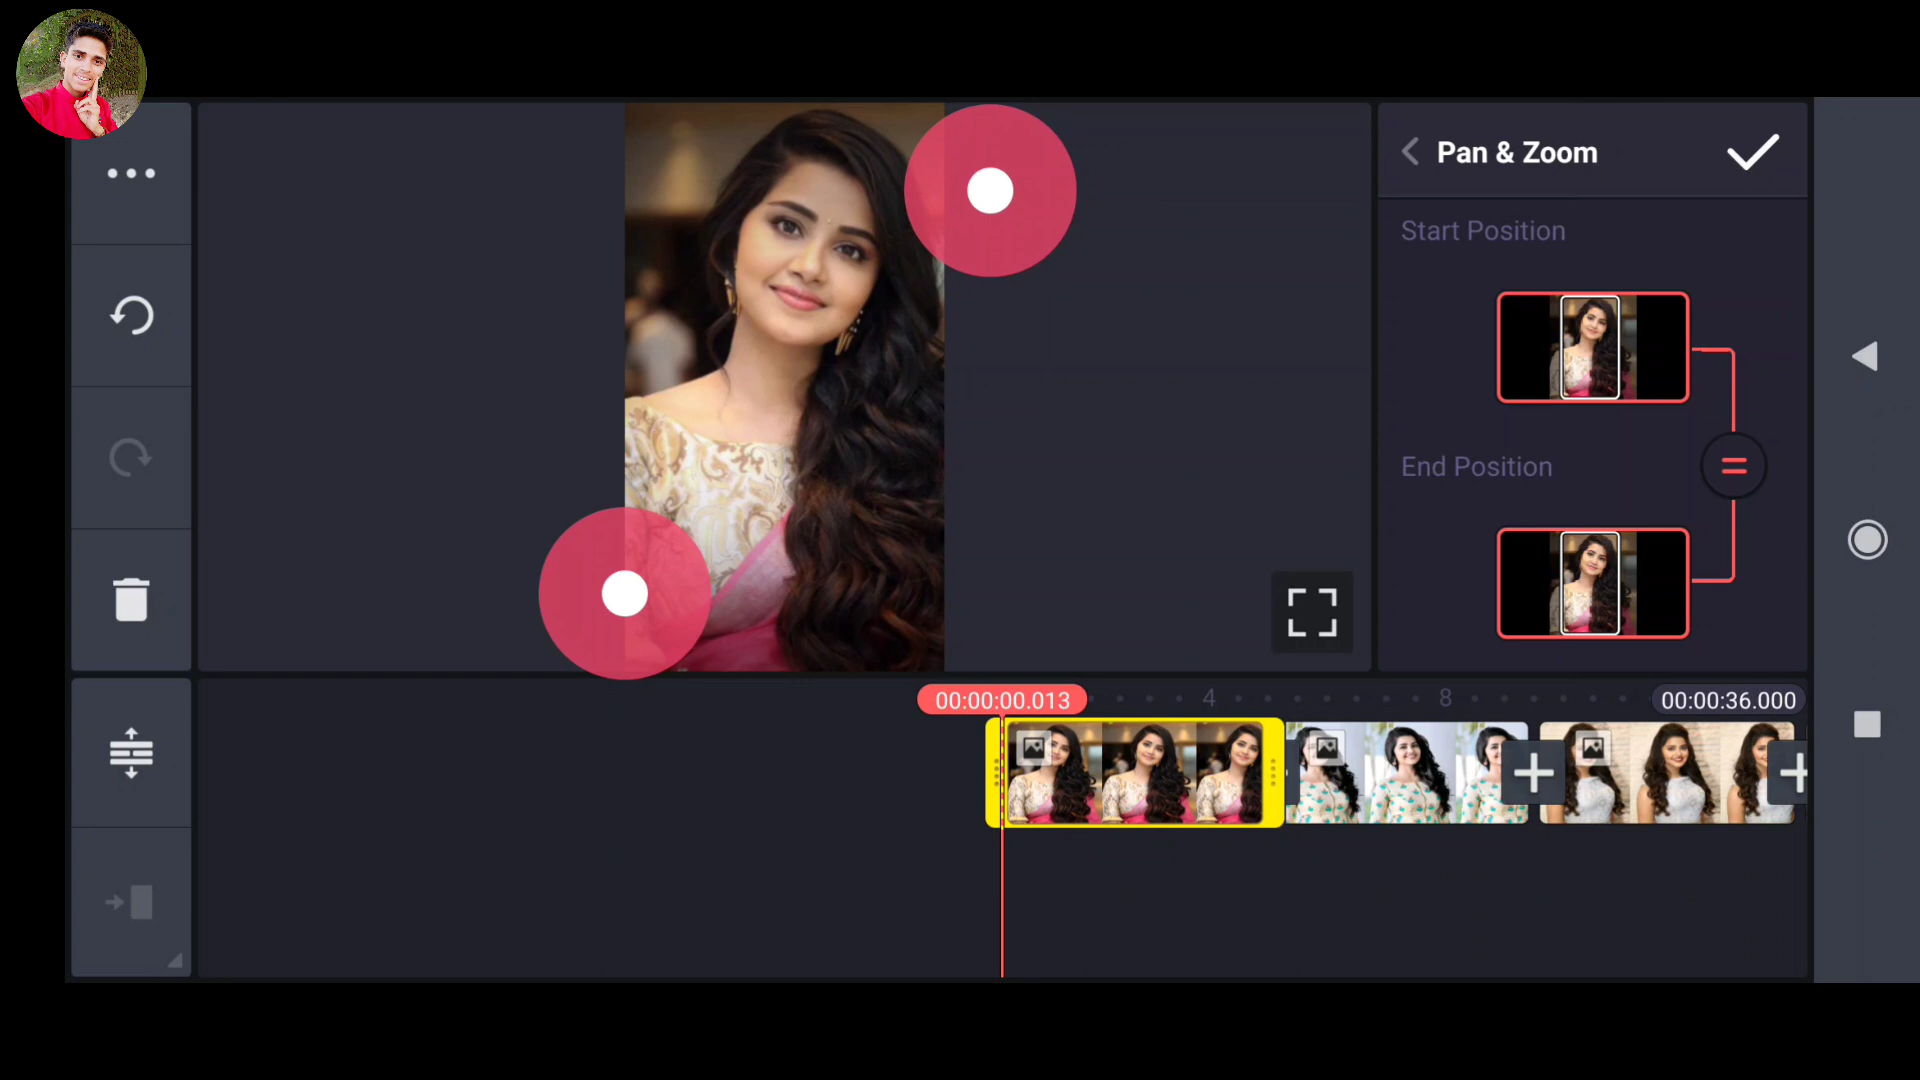 Pan & Zoom
Start Position
End Position
00:00:00.013
4
8
00:00:36.000